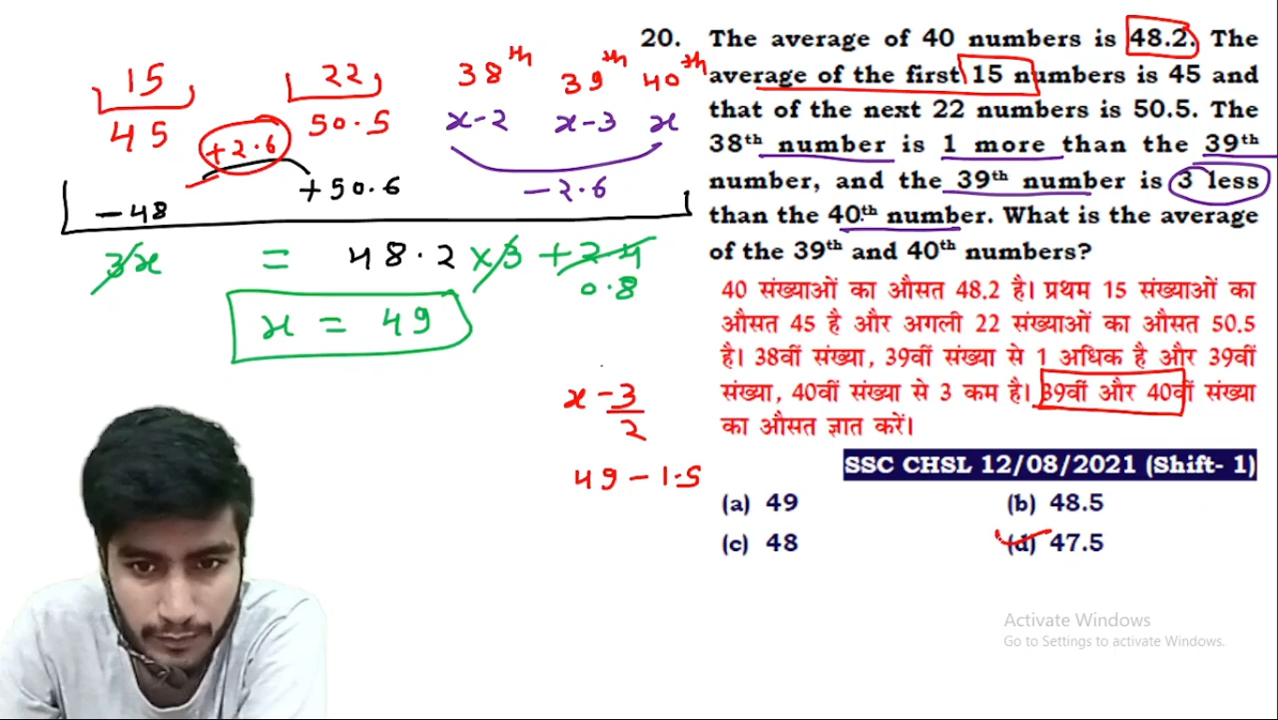 20. The average of 40 numbers is 48.2. The
average of the first 15 numbers is 45 and
that of the next 22 numbers is 50.5. The
38th number is 1 more than the 39th
number, and the 39th number is 3 less
than the 40th number. What is the average
of the 39th and 40th numbers?
40 संख्याओं का औसत 48.2 है। प्रथम 15 संख्याओं का
औसत 45 है और अगली 22 संख्याओं का औसत 50.5
है। 38वीं संख्या, 39वीं संख्या से 1 अधिक है और 39वीं
संख्या, 40वीं संख्या से 3 कम है। 39वीं और 40वीं संख्या
का औसत ज्ञात करें।
SSC CHSL 12/08/2021 (Shift- 1)
(a) 49 (b) 48.5
(c) 48 (d) 47.5
15 22 38th 39th 40th
45 50.5 x-2 x-3 x
+2.6
-48 +50.6 -2.6
3x = 48.2 x3 + 2.4
0.8
x = 49
x - 3
2
49 - 1.5
Activate Windows
Go to Settings to activate Windows.